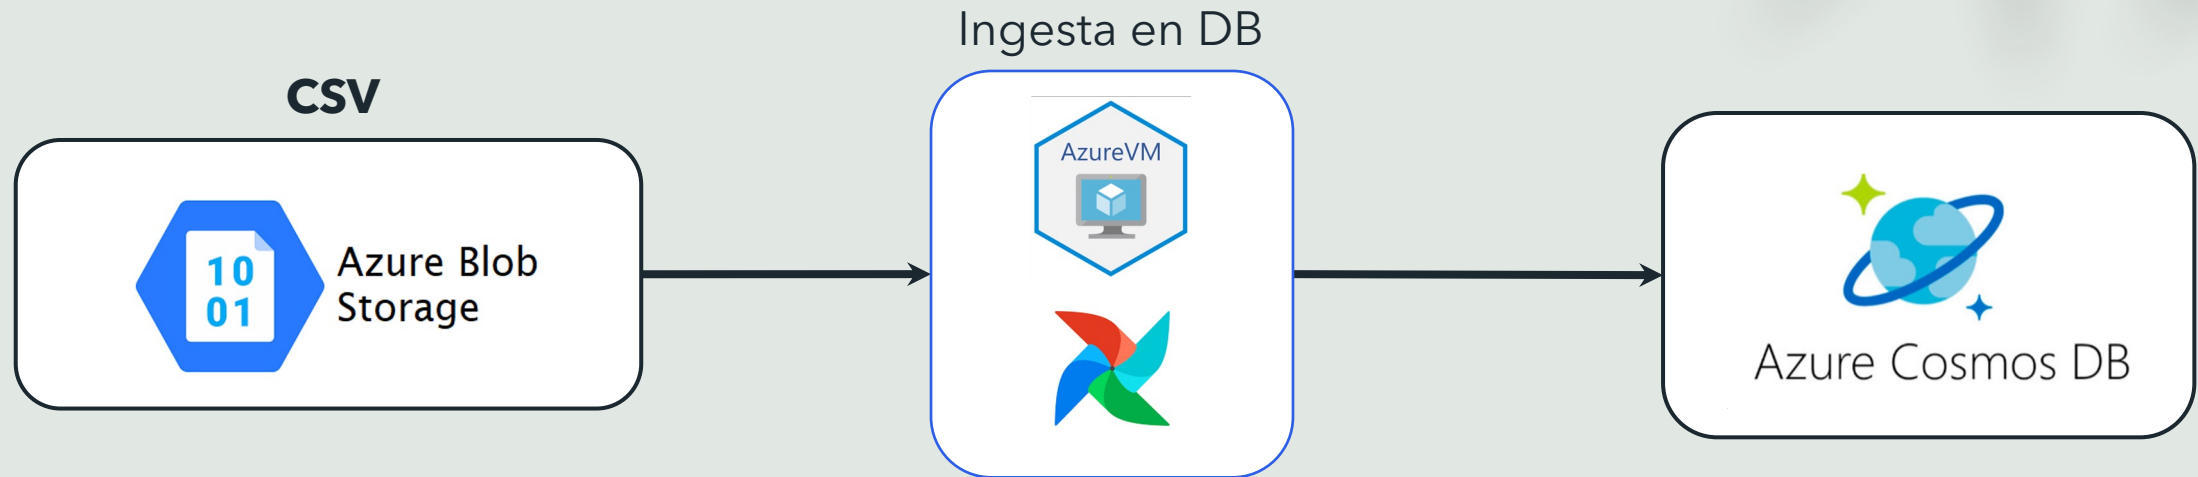 Ingesta en DB
CSV
AzureVM
10
01
Azure Blob
Storage
Azure Cosmos DB